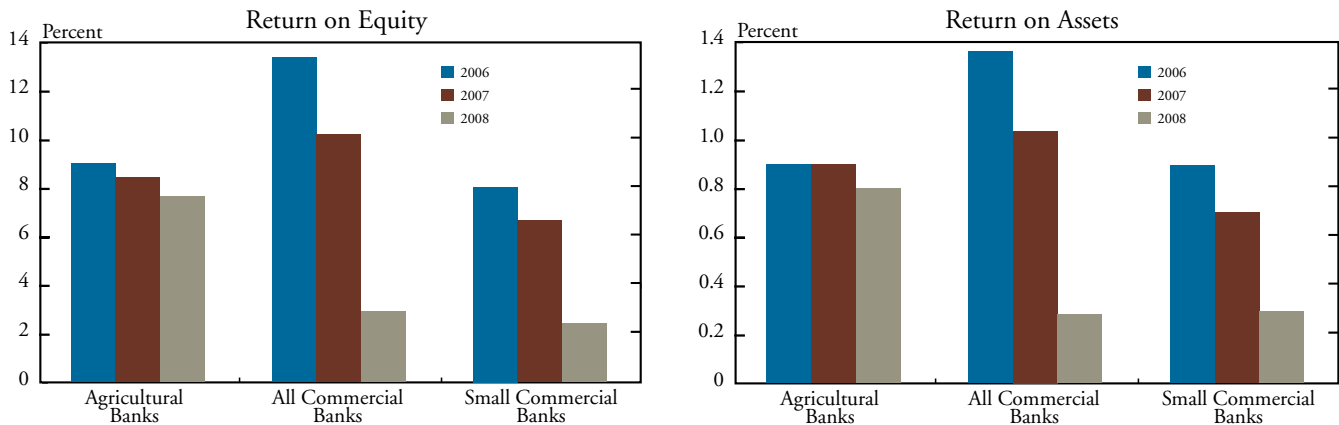 Return on Equity
Percent
14
12
10
8
6
4
2
0
2006
2007
2008
Agricultural
Banks
All Commercial
Banks
Small Commercial
Banks
Return on Assets
Percent
1.4
1.2
1.0
0.8
0.6
0.4
0.2
0
2006
2007
2008
Agricultural
Banks
All Commercial
Banks
Small Commercial
Banks